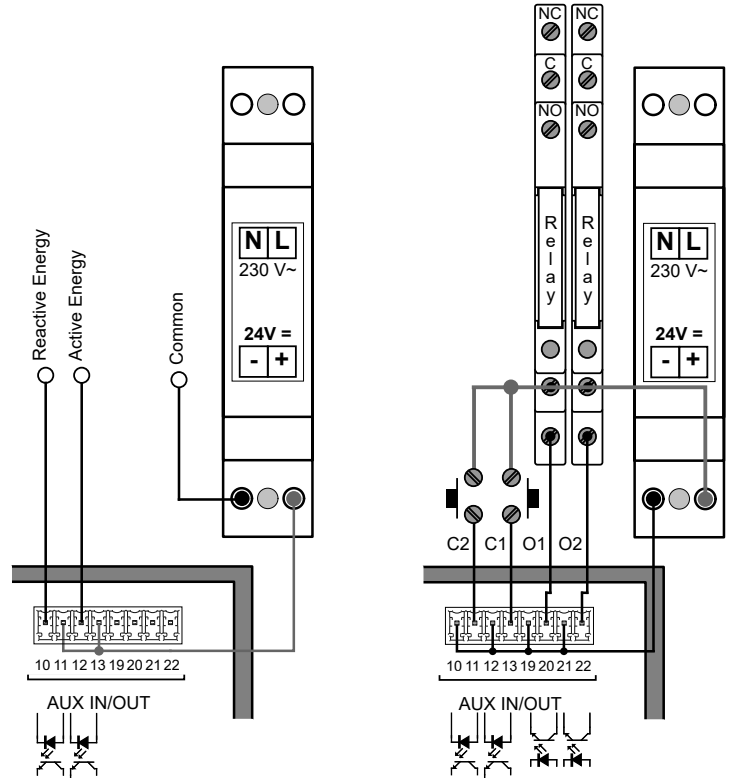 N L
230 V~
24V =
- +
Reactive Energy
Active Energy
Common
10 11 12 13 19 20 21 22
AUX IN/OUT
NC NC
C C
NO NO
Relay
Relay
N L
230 V~
24V =
- +
C2 C1 O1 O2
10 11 12 13 19 20 21 22
AUX IN/OUT